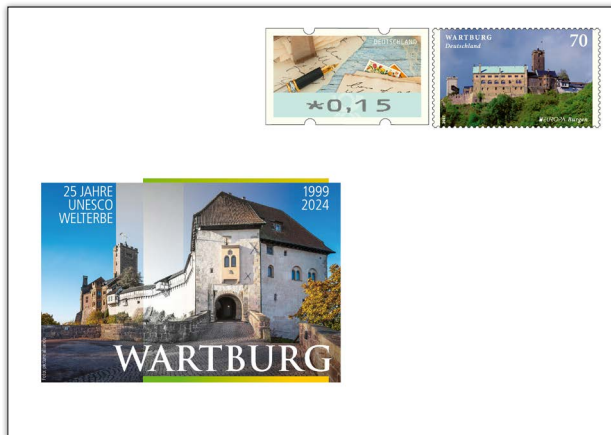 DEUTSCHLAND
*0,15
WARTBURG
Deutschland
70
EUROPA Burgen
25 JAHRE
UNESCO
WELTERBE
1999
2024
WARTBURG